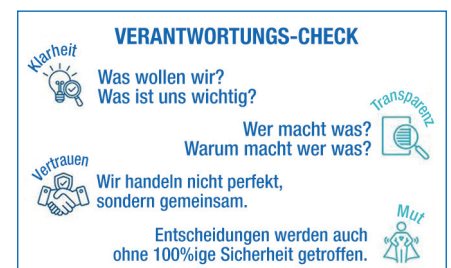 VERANTWORTUNGS-CHECK
Klarheit
Was wollen wir?
Was ist uns wichtig?
Transparenz
Wer macht was?
Warum macht wer was?
Vertrauen
Wir handeln nicht perfekt,
sondern gemeinsam.
Mut
Entscheidungen werden auch
ohne 100%ige Sicherheit getroffen.